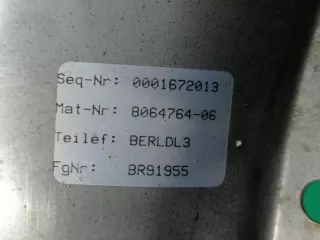 Seq-Nr: 0001672013
Mat-Nr: 8064764-06
Teilef: BERLDL3
FgNr: BR91955